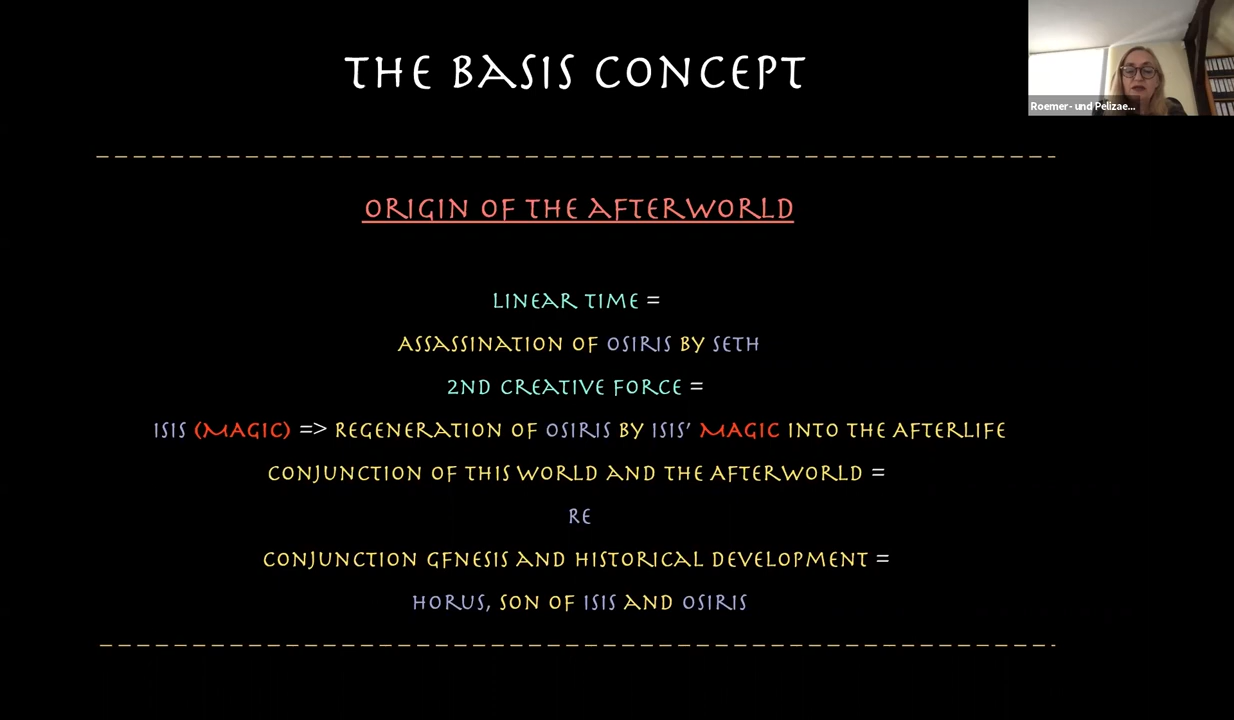 THE BASIS CONCEPT
Roemer- und Pelizae...
ORIGIN OF THE AFTERWORLD
LINEAR TIME =
ASSASSINATION OF OSIRIS BY SETH
2ND CREATIVE FORCE =
ISIS (MAGIC) => REGENERATION OF OSIRIS BY ISIS' MAGIC INTO THE AFTERLIFE
CONJUNCTION OF THIS WORLD AND THE AFTERWORLD =
RE
CONJUNCTION GFNESIS AND HISTORICAL DEVELOPMENT =
HORUS, SON OF ISIS AND OSIRIS